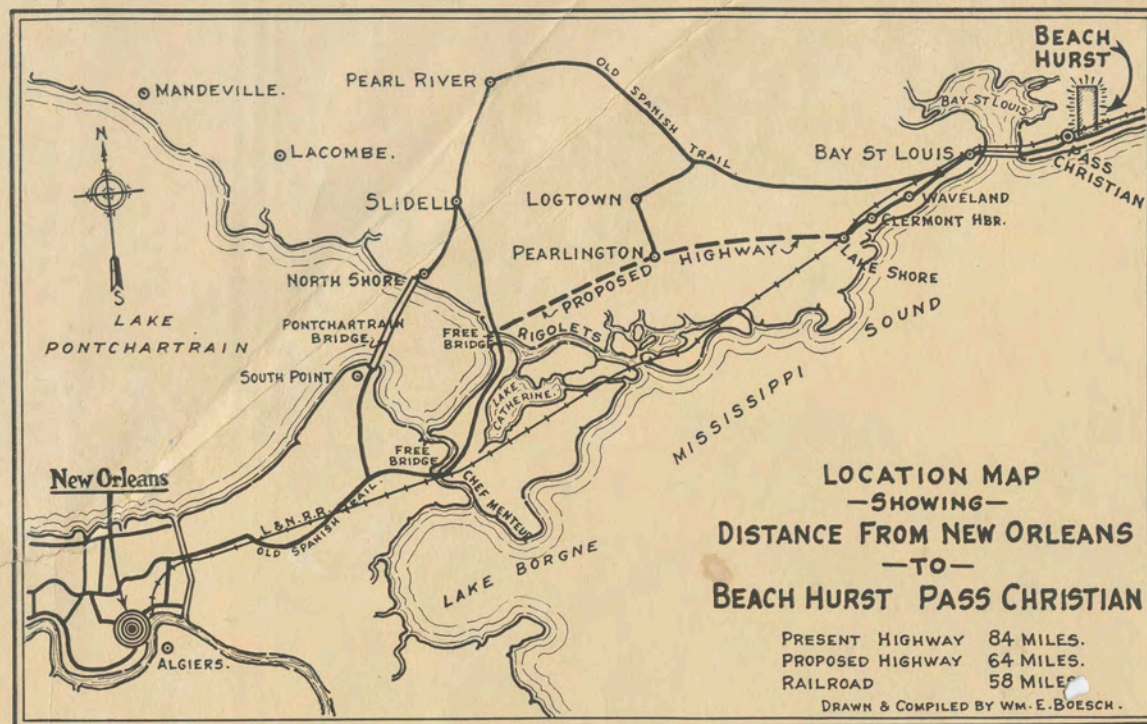 BEACH
HURST
OLD SPANISH TRAIL
PEARL RIVER
MANDEVILLE.
LACOMBE.
BAY ST LOUIS
BAY ST LOUIS
PASS
CHRISTIAN
N
S
SLIDELL
LOGTOWN
WAVELAND
CLERMONT HBR.
PEARLINGTON
PROPOSED HIGHWAY
LAKE SHORE
NORTH SHORE
LAKE
PONTCHARTRAIN
PONTCHARTRAIN
BRIDGE
FREE
BRIDGE
RIGOLETS
SOUTH POINT
LAKE
CATHERINE
MISSISSIPPI SOUND
FREE
BRIDGE
CHEF MENTEUR
New Orleans
L & N. R.R.
OLD SPANISH TRAIL.
LAKE BORGNE
ALGIERS.
LOCATION MAP
—SHOWING—
DISTANCE FROM NEW ORLEANS
—TO—
BEACH HURST PASS CHRISTIAN
PRESENT HIGHWAY 84 MILES.
PROPOSED HIGHWAY 64 MILES.
RAILROAD 58 MILES
DRAWN & COMPILED BY WM. E. BOESCH.